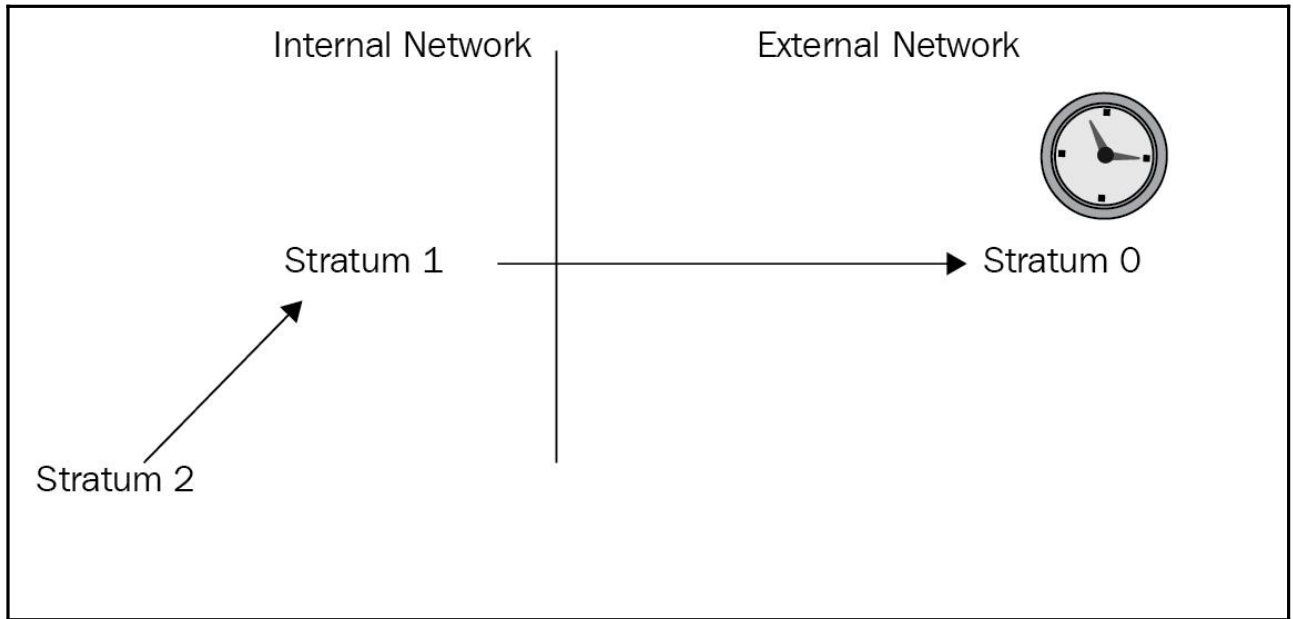 Internal Network
External Network
Stratum 1
Stratum 0
Stratum 2